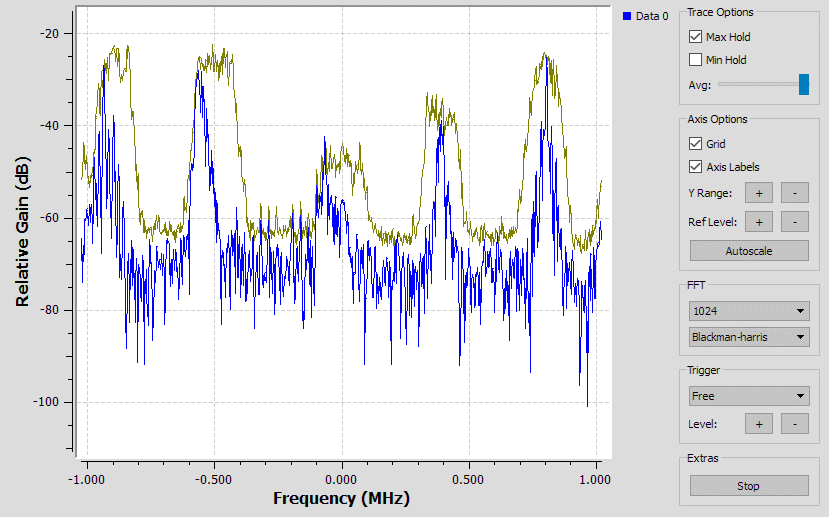 -20
-40
-60
-80
-100
Relative Gain (dB)
-1.000 -0.500 0.000 0.500 1.000
Frequency (MHz)
Data 0
Trace Options
Max Hold
Min Hold
Avg:
Axis Options
Grid
Axis Labels
Y Range: + -
Ref Level: + -
Autoscale
FFT
1024
Blackman-harris
Trigger
Free
Level: + -
Extras
Stop